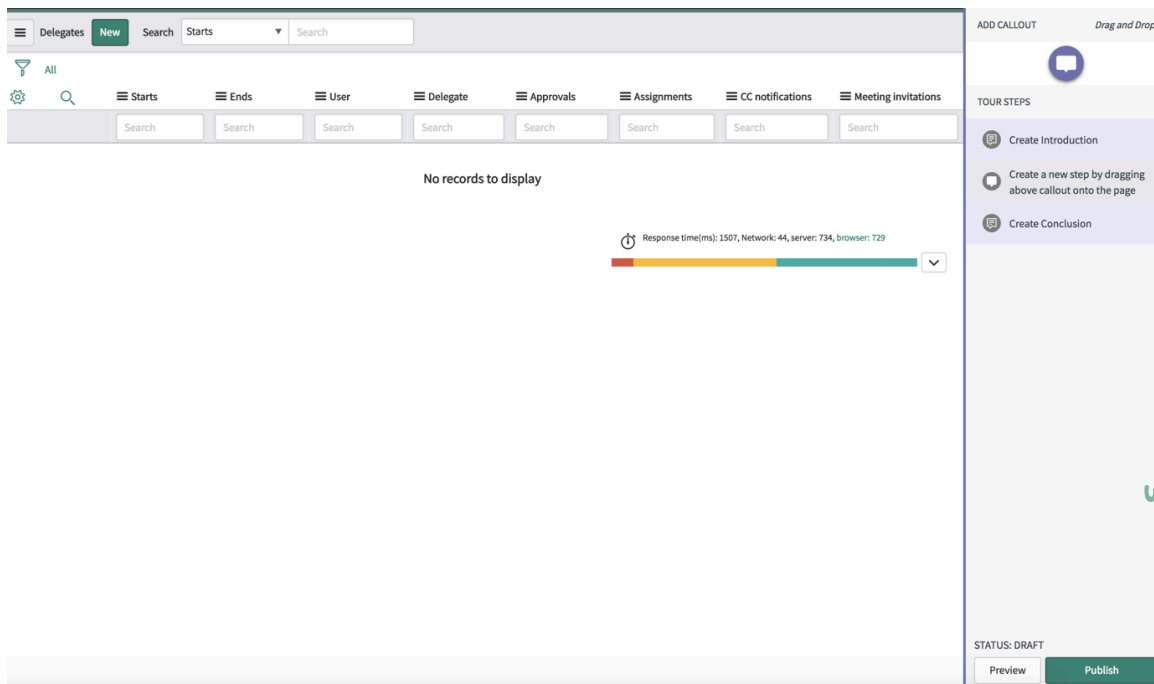 Delegates New Search Starts Search
All
Starts Ends User Delegate Approvals Assignments CC notifications Meeting invitations
Search Search Search Search Search Search Search Search
No records to display
Response time(ms): 1507, Network: 44, server: 734, browser: 729
ADD CALLOUT Drag and Drop
TOUR STEPS
Create Introduction
Create a new step by dragging
above callout onto the page
Create Conclusion
STATUS: DRAFT
Preview Publish